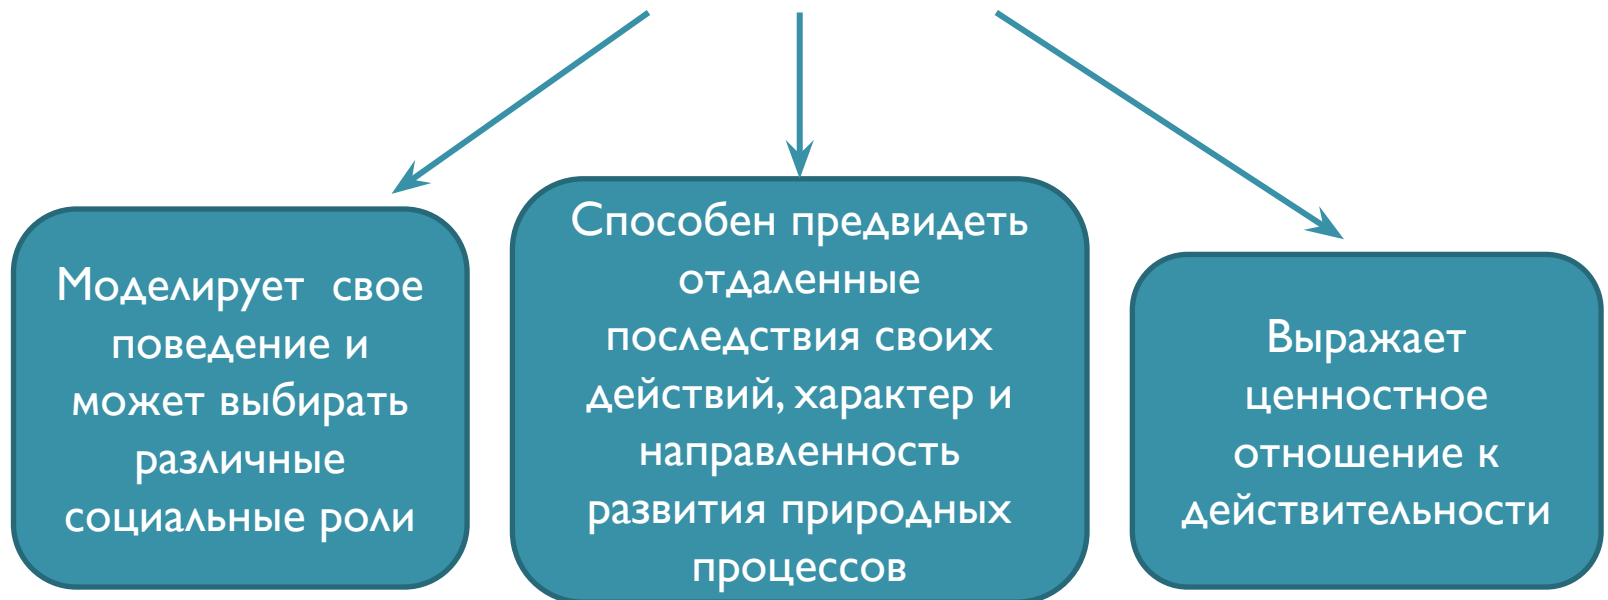 Моделирует свое
поведение и
может выбирать
различные
социальные роли
Способен предвидеть
отдаленные
последствия своих
действий, характер и
направленность
развития природных
процессов
Выражает
ценностное
отношение к
действительности